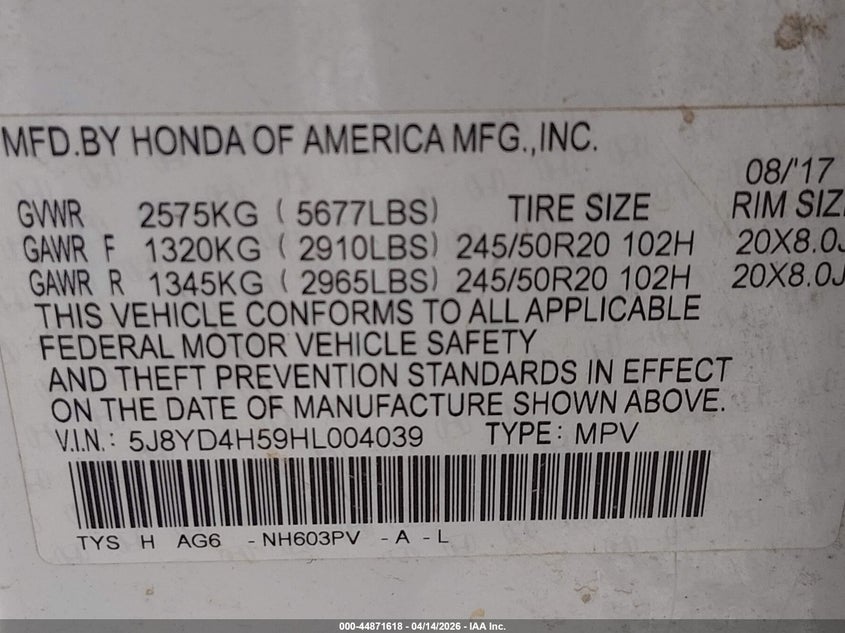 MFD.BY HONDA OF AMERICA MFG.,INC.
08/'17
GVWR 2575KG ( 5677LBS) TIRE SIZE RIM SIZE
GAWR F 1320KG ( 2910LBS) 245/50R20 102H 20X8.0J
GAWR R 1345KG ( 2965LBS) 245/50R20 102H 20X8.0J
THIS VEHICLE CONFORMS TO ALL APPLICABLE
FEDERAL MOTOR VEHICLE SAFETY
AND THEFT PREVENTION STANDARDS IN EFFECT
ON THE DATE OF MANUFACTURE SHOWN ABOVE.
V.I.N.: 5J8YD4H59HL004039 TYPE: MPV
TYS H AG6 -NH603PV -A -L
000-44871618 - 04/14/2026 - IAA Inc.